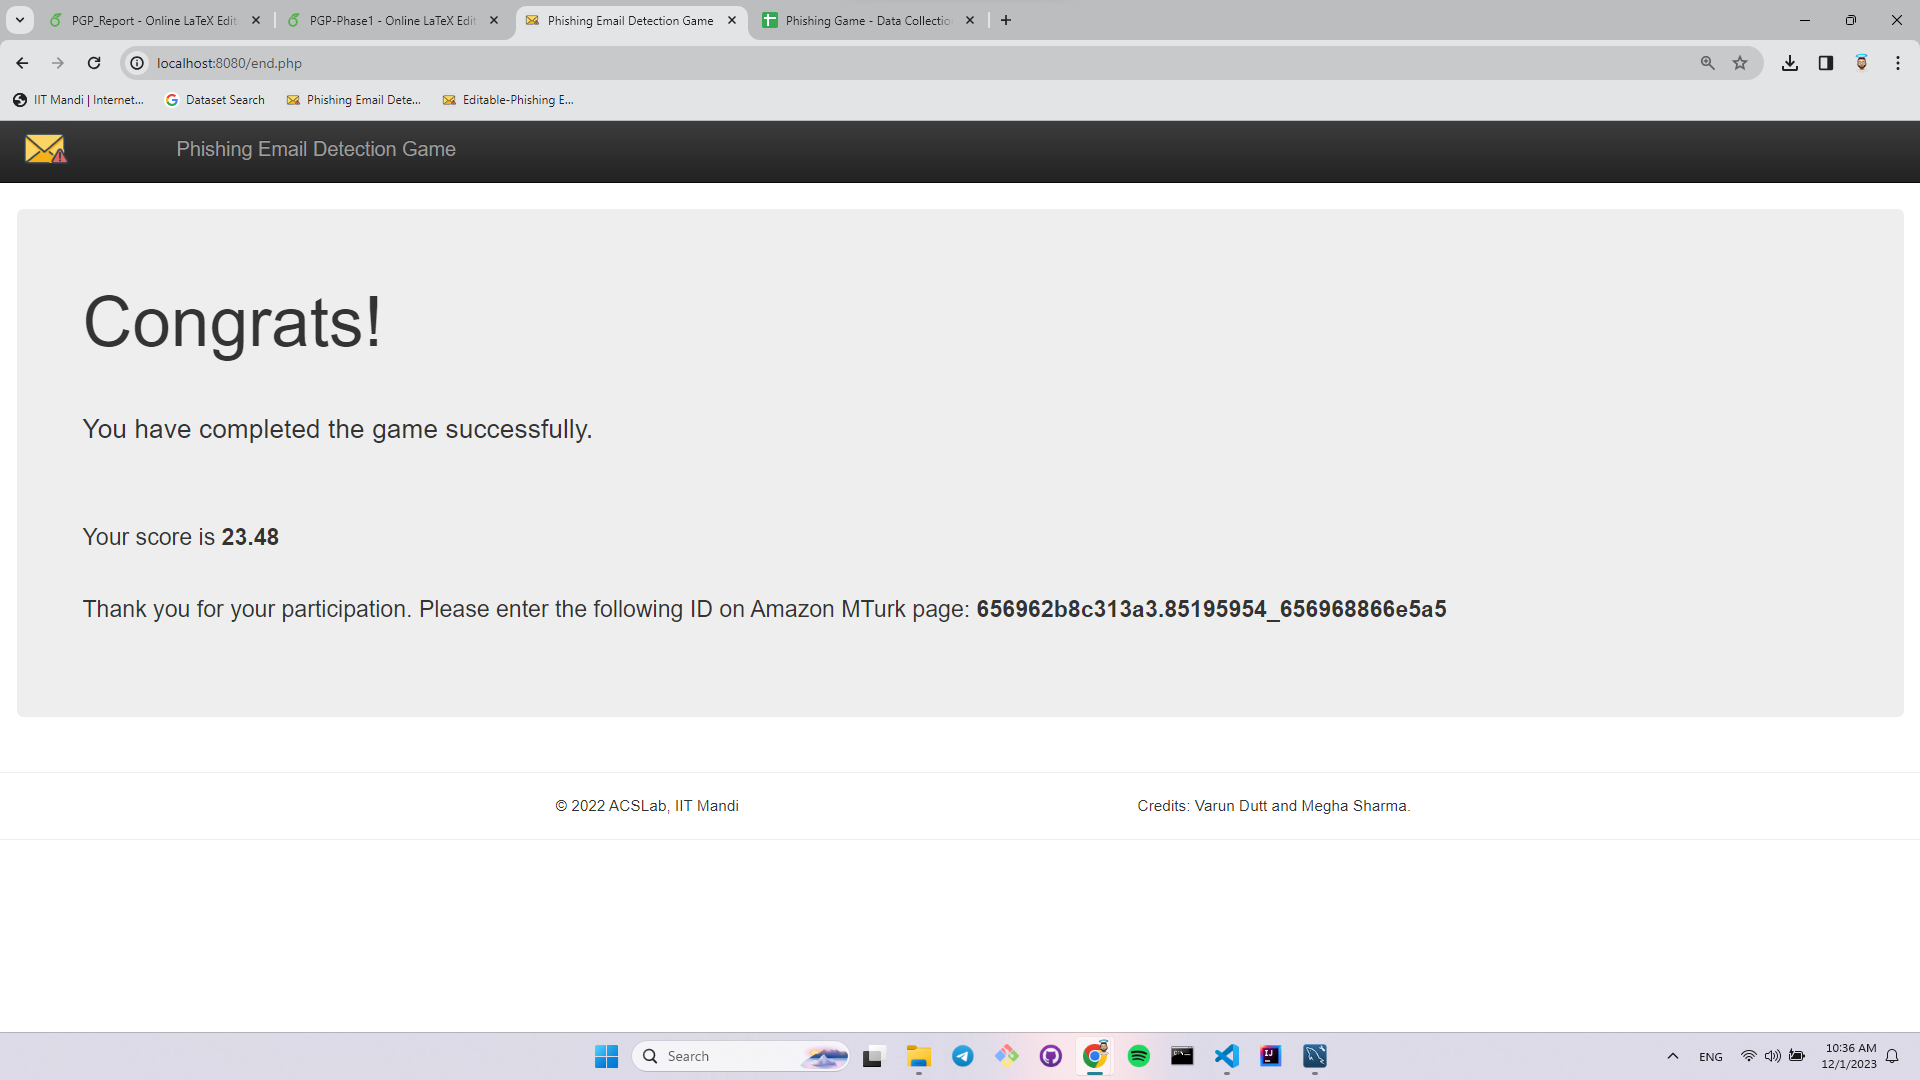 PGP_Report - Online LaTeX Edit
PGP-Phase1 - Online LaTeX Edit
Phishing Email Detection Game
Phishing Game - Data Collection
localhost:8080/end.php
IIT Mandi | Internet...
Dataset Search
Phishing Email Dete...
Editable-Phishing E...
Phishing Email Detection Game
Congrats!
You have completed the game successfully.
Your score is 23.48
Thank you for your participation. Please enter the following ID on Amazon MTurk page: 656962b8c313a3.85195954_656968866e5a5
© 2022 ACSLab, IIT Mandi
Credits: Varun Dutt and Megha Sharma.
Search
ENG
10:36 AM
12/1/2023